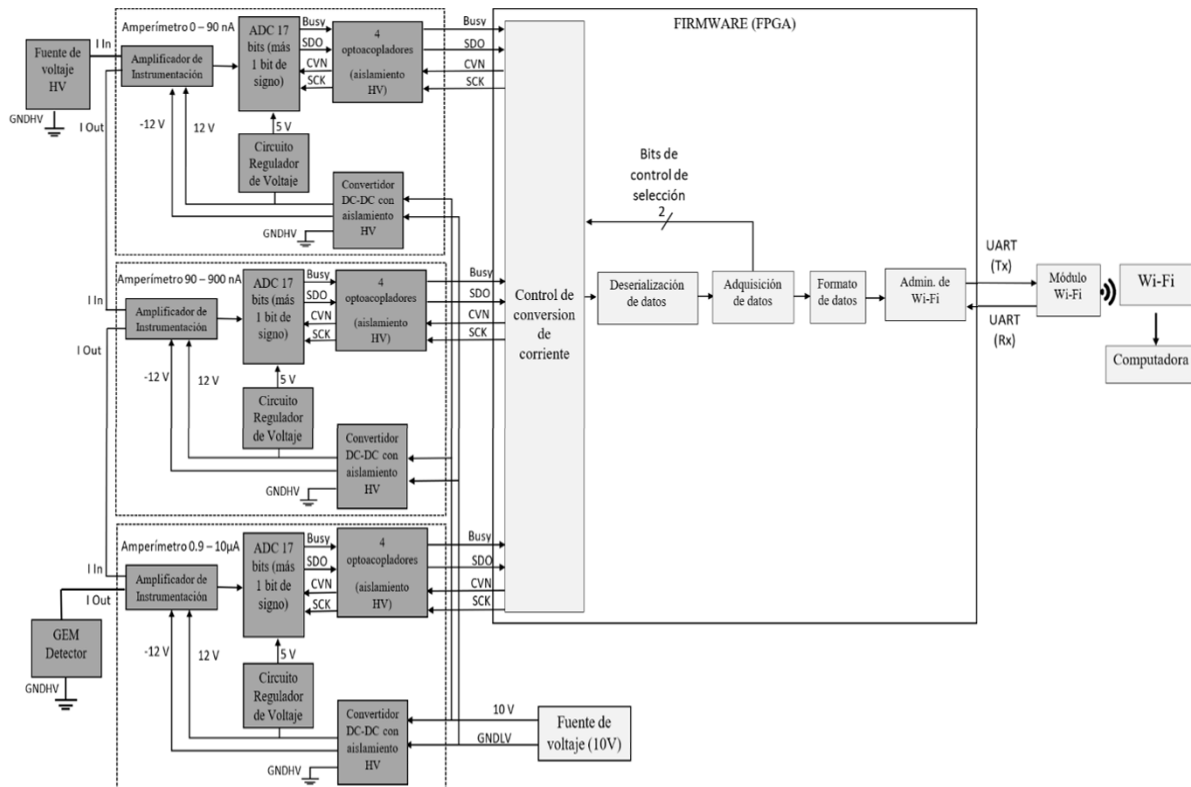 FIRMWARE (FPGA)
Amperímetro 0 – 90 nA
Fuente de
voltaje
HV
GNDHV
I In
I Out
Amplificador de
Instrumentación
ADC 17
bits (más
1 bit de
signo)
Busy
SDO
CVN
SCK
4
optoacopladores
(aislamiento
HV)
Busy
SDO
CVN
SCK
-12 V
12 V
5 V
Circuito
Regulador
de Voltaje
Convertidor
DC-DC con
aislamiento
HV
GNDHV
Amperímetro 90 – 900 nA
I In
I Out
Amplificador de
Instrumentación
ADC 17
bits (más
1 bit de
signo)
Busy
SDO
CVN
SCK
4
optoacopladores
(aislamiento
HV)
Busy
SDO
CVN
SCK
-12 V
12 V
5 V
Circuito
Regulador
de Voltaje
Convertidor
DC-DC con
aislamiento
HV
GNDHV
Amperímetro 0.9 – 10µA
I In
I Out
Amplificador de
Instrumentación
ADC 17
bits (más
1 bit de
signo)
Busy
SDO
CVN
SCK
4
optoacopladores
(aislamiento
HV)
Busy
SDO
CVN
SCK
GEM
Detector
GNDHV
-12 V
12 V
5 V
Circuito
Regulador
de Voltaje
Convertidor
DC-DC con
aislamiento
HV
GNDHV
10 V
GNDLV
Fuente de
voltaje (10V)
Control de
conversion
de
corriente
Bits de
control de
selección
2
Deserialización
de datos
Adquisición
de datos
Formato
de datos
Admin. de
Wi-Fi
UART
(Tx)
UART
(Rx)
Módulo
Wi-Fi
Wi-Fi
Computadora